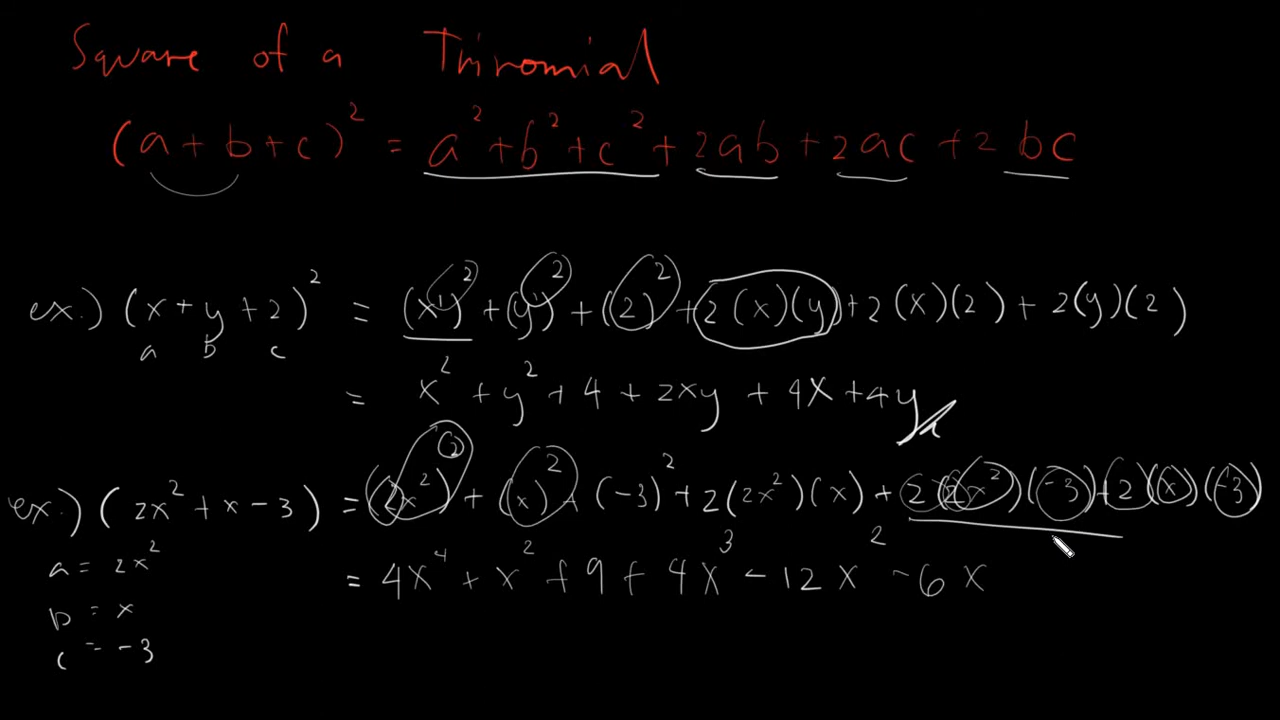 Square of a Trinomial
(a+b+c)² = a²+b²+c²+2ab+2ac+2bc
ex.) (x+y+2)² = (x)²+(y)²+(2)²+2(x)(y)+2(x)(2)+2(y)(2)
a b c
= x²+y²+4+2xy+4x+4y
ex.) (2x²+x-3) = (2x²)²+(x)²+(-3)²+2(2x²)(x)+2(2x²)(-3)+2(x)(-3)
a = 2x²
= 4x⁴+x²+9+4x³-12x²-6x
b = x
c = -3